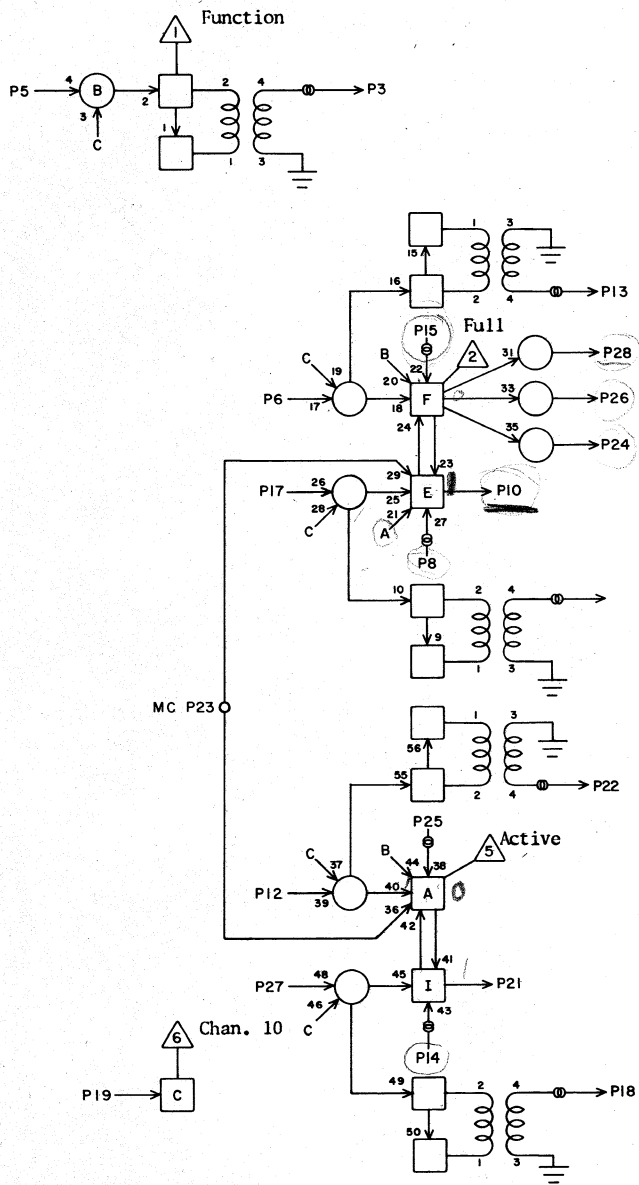 Function
1
P5 4 B 2 2 4 P3
3 1
C 1 3
15 1 3
16 2 4 P13
P15 Full
C B 22 2 31 P28
19 20
P6 17 18 F 33 P26
24 35 P24
29 23
P17 26 25 E P10
28 21 27
C A
P8
10 2 4
9
1 3
MC P23
56 1 3
55 2 4 P22
P25
C B 5 Active
37 44 38
P12 39 40 A
36
42 41
P27 48 45 I P21
46 43
6 Chan. 10 C
P14
P19 C 49 2 4 P18
50
1 3